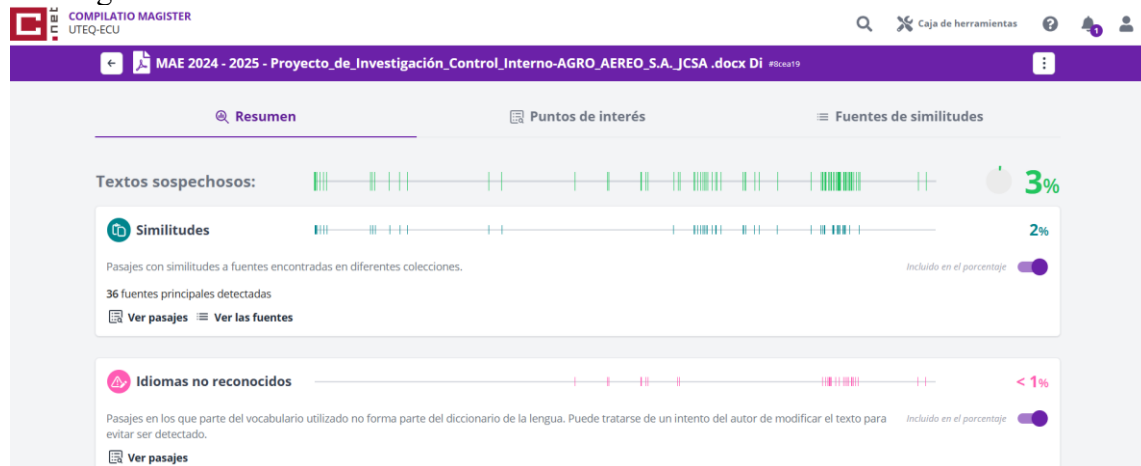 .net
COMPILATIO MAGISTER
UTEQ-ECU
Caja de herramientas
?
1
MAE 2024 - 2025 - Proyecto_de_Investigación_Control_Interno-AGRO_AEREO_S.A._JCSA .docx Di #8cea19
Resumen
Puntos de interés
Fuentes de similitudes
Textos sospechosos:
3%
Similitudes
2%
Pasajes con similitudes a fuentes encontradas en diferentes colecciones.
Incluido en el porcentaje
36 fuentes principales detectadas
Ver pasajes
Ver las fuentes
Idiomas no reconocidos
< 1%
Pasajes en los que parte del vocabulario utilizado no forma parte del diccionario de la lengua. Puede tratarse de un intento del autor de modificar el texto para
evitar ser detectado.
Incluido en el porcentaje
Ver pasajes